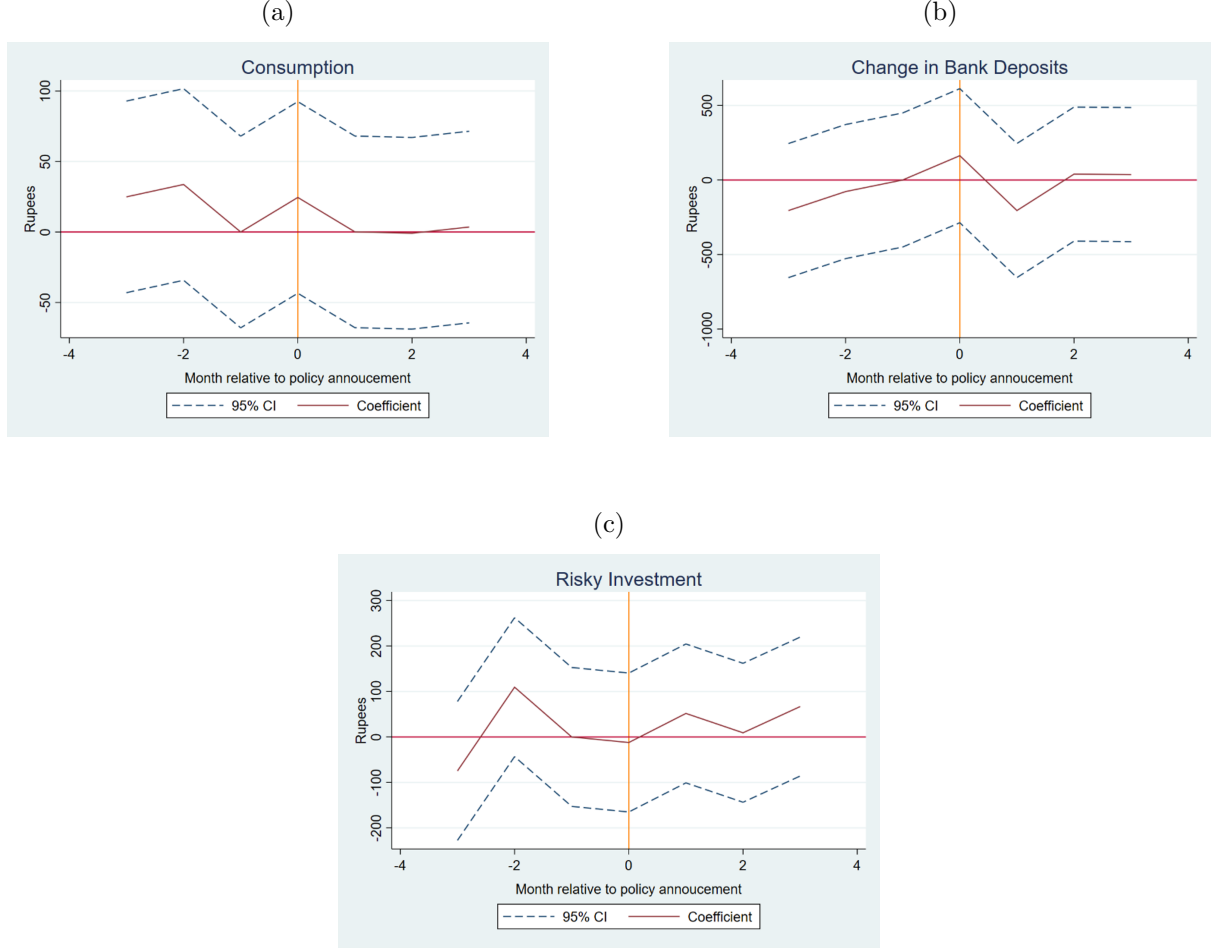 (a)
Consumption
Rupees
100
50
0
-50
-4 -2 0 2 4
Month relative to policy annoucement
95% CI Coefficient
(b)
Change in Bank Deposits
Rupees
500
0
-500
-1000
-4 -2 0 2 4
Month relative to policy annoucement
95% CI Coefficient
(c)
Risky Investment
Rupees
300
200
100
0
-100
-200
-4 -2 0 2 4
Month relative to policy annoucement
95% CI Coefficient